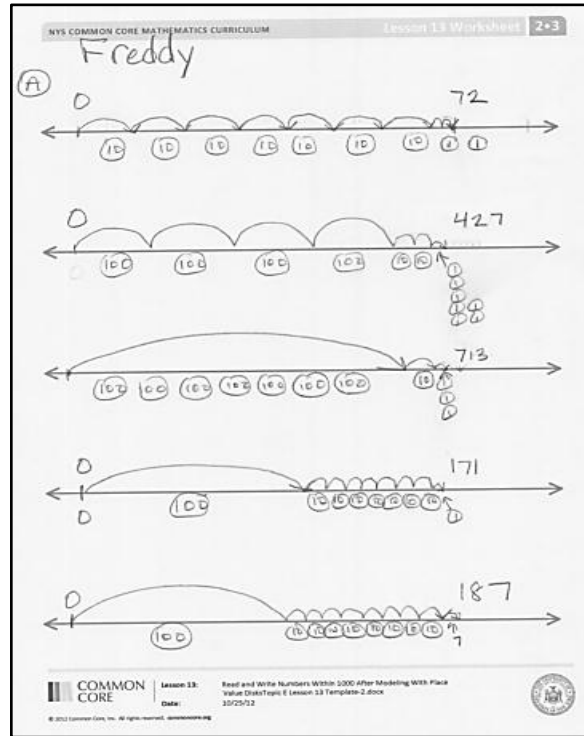 NYS COMMON CORE MATHEMATICS CURRICULUM Lesson 13 Worksheet 2•3
Freddy
A
0 72
10 10 10 10 10 10 10 1 1
0 427
100 100 100 100 10 10
1
1
1
1 1
1 1
713
100 100 100 100 100 100 100 10 1
1
1
0 171
0 100 10 10 10 10 10 10 10
1
0 187
100 10 10 10 10 10 10 10 10 7
COMMON CORE
Lesson 13: Read and Write Numbers Within 1000 After Modeling With Place
Value DisksTopic E Lesson 13 Template-2.docx
Date: 10/25/12
© 2012 Common Core, Inc. All rights reserved. commoncore.org